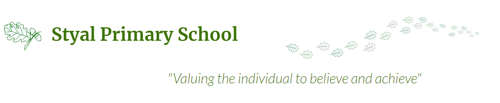 Styal Primary School
"Valuing the individual to believe and achieve"